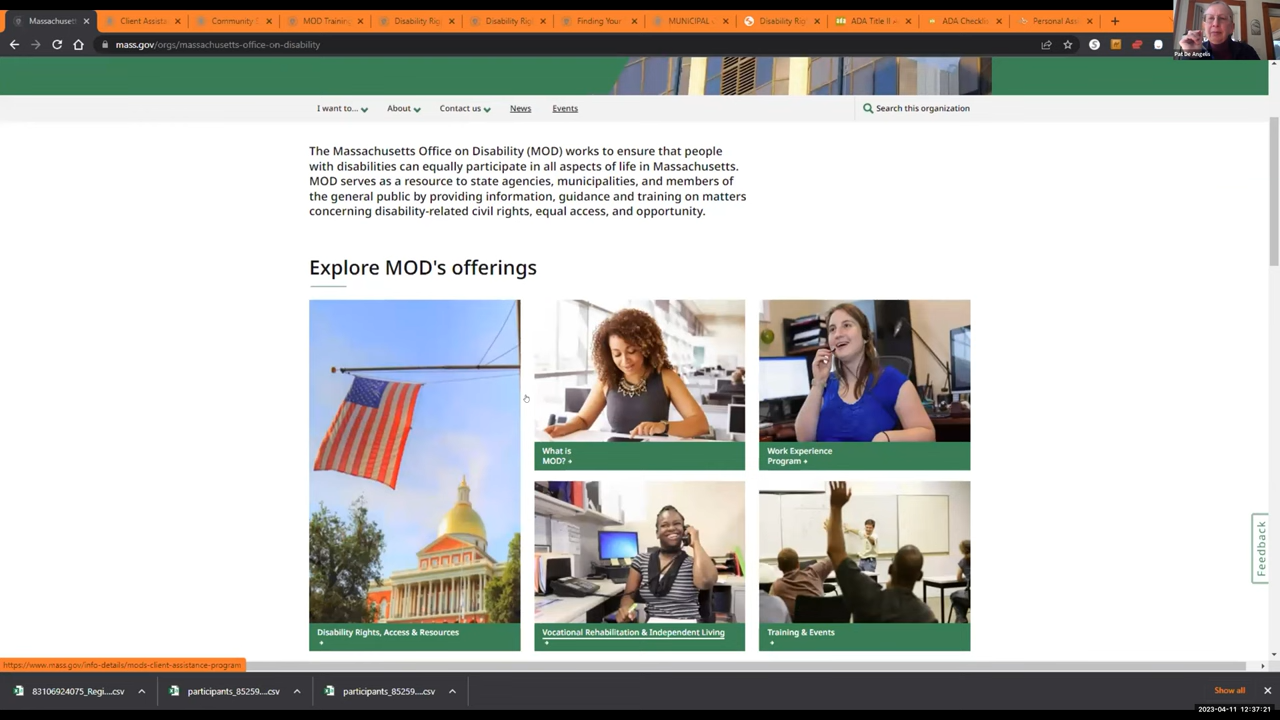 Massachusetts
Client Assista
Community S
MOD Training
Disability Rig
Disability Rig
Finding Your
MUNICIPAL
Disability Rig
ADA Title II A
ADA Checkli
Personal Ass
mass.gov/orgs/massachusetts-office-on-disability
Pat De Angelis
I want to... About Contact us News Events Search this organization
The Massachusetts Office on Disability (MOD) works to ensure that people
with disabilities can equally participate in all aspects of life in Massachusetts.
MOD serves as a resource to state agencies, municipalities, and members of
the general public by providing information, guidance and training on matters
concerning disability-related civil rights, equal access, and opportunity.
Explore MOD's offerings
What is
MOD? +
Work Experience
Program +
Disability Rights, Access & Resources
+
Vocational Rehabilitation & Independent Living
+
Training & Events
+
Feedback
https://www.mass.gov/info-details/mods-client-assistance-program
83106924075_Regi....csv
participants_85259....csv
participants_85259....csv
Show all
2023-04-11 12:37:21